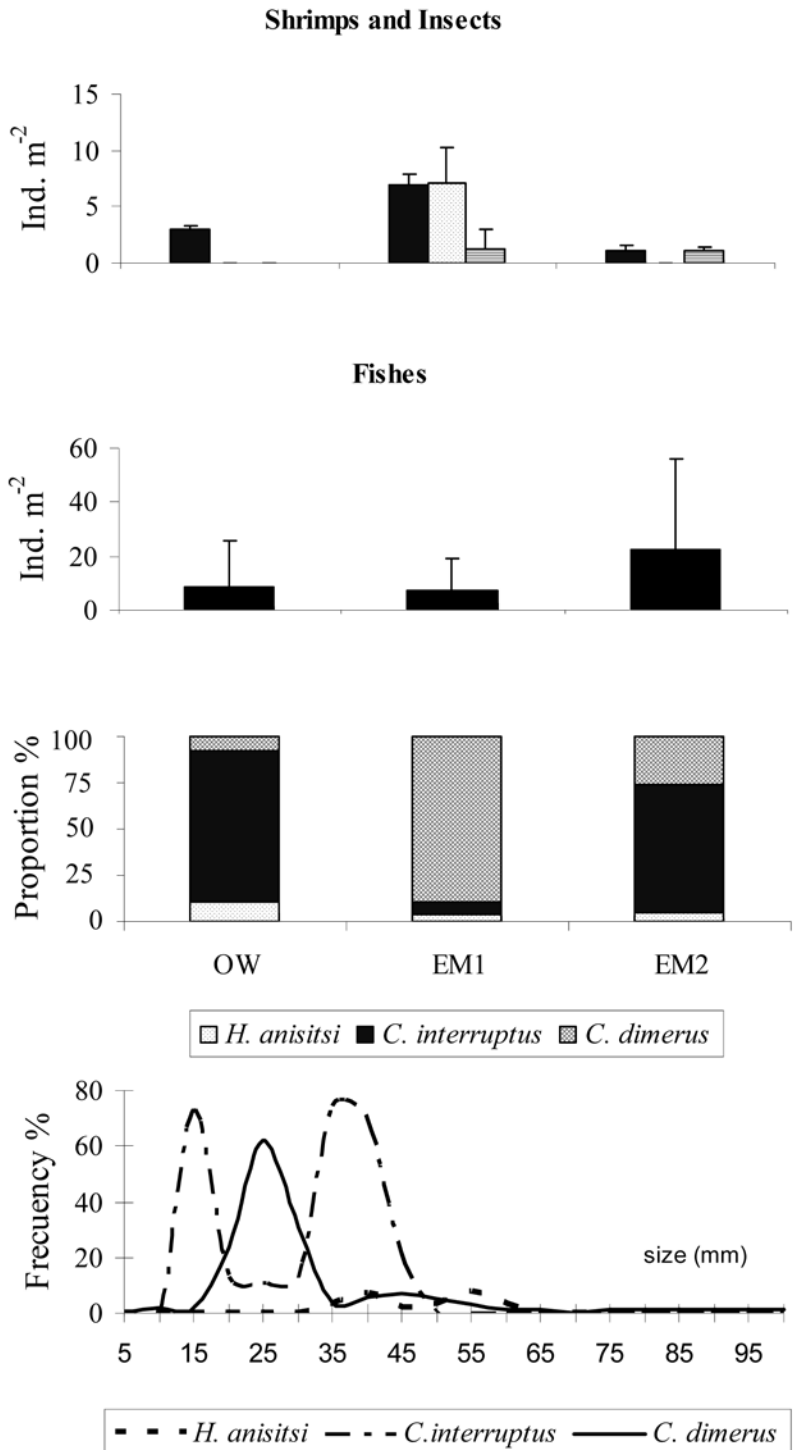 Shrimps and Insects
15
10
5
0
Ind. m-2
Fishes
60
40
20
0
Ind. m-2
100
75
50
25
0
Proportion %
OW EM1 EM2
H. anisitsi C. interruptus C. dimerus
80
60
40
20
0
Frecuency %
size (mm)
5 15 25 35 45 55 65 75 85 95
H. anisitsi C.interruptus C. dimerus